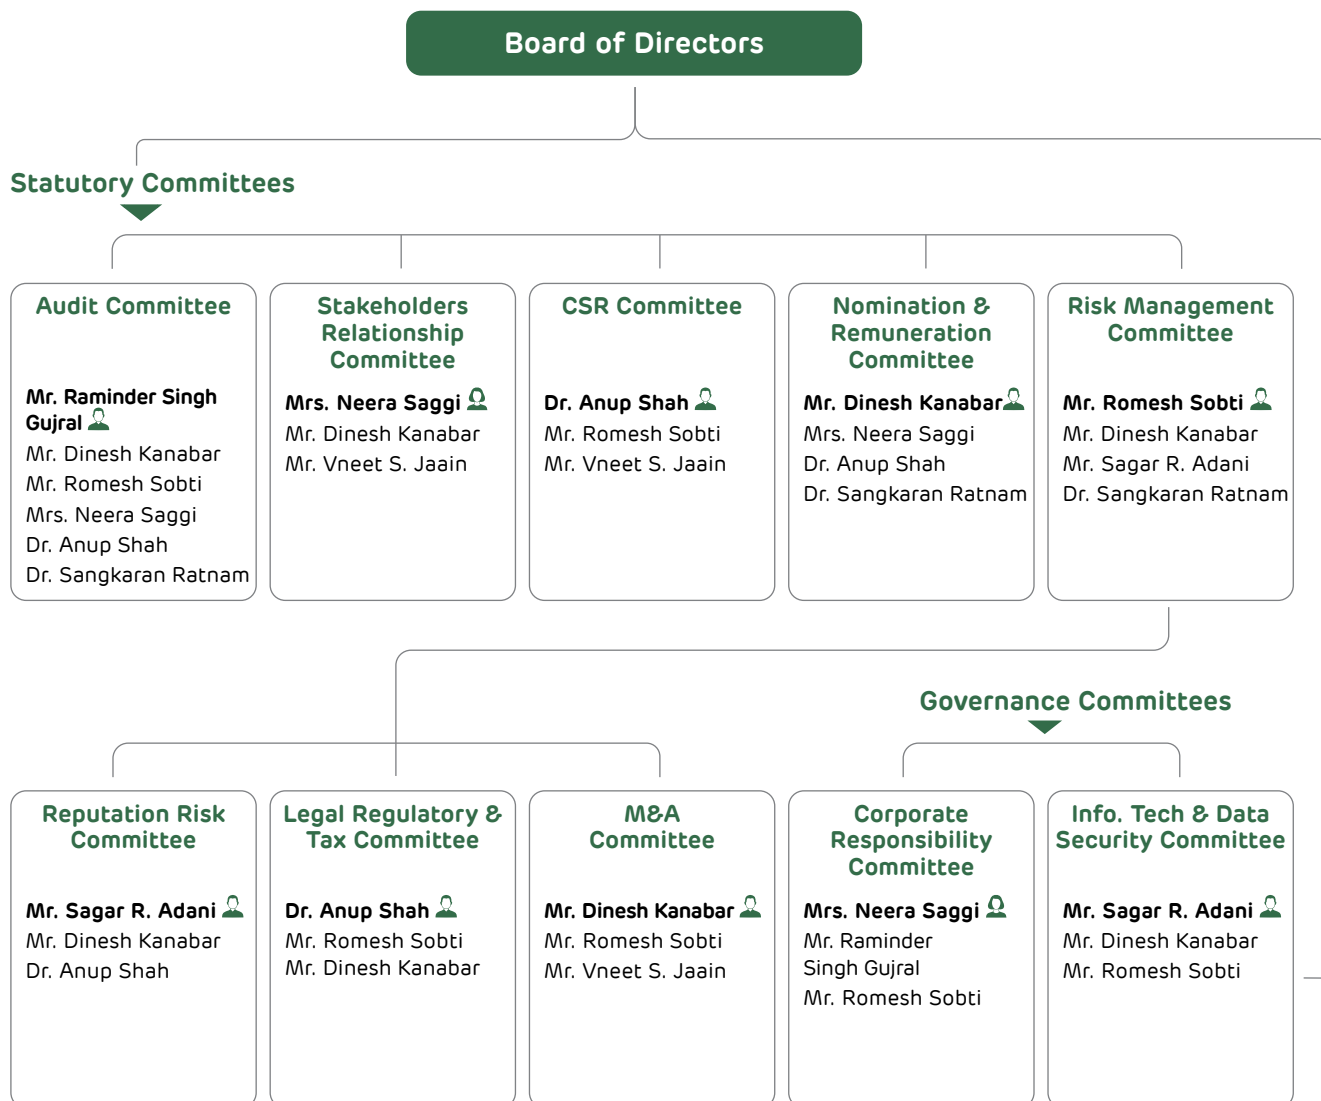 Board of Directors
Statutory Committees
Audit Committee
Mr. Raminder Singh
Gujral
Mr. Dinesh Kanabar
Mr. Romesh Sobti
Mrs. Neera Saggi
Dr. Anup Shah
Dr. Sangkaran Ratnam
Stakeholders
Relationship
Committee
Mrs. Neera Saggi
Mr. Dinesh Kanabar
Mr. Vneet S. Jaain
CSR Committee
Dr. Anup Shah
Mr. Romesh Sobti
Mr. Vneet S. Jaain
Nomination &
Remuneration
Committee
Mr. Dinesh Kanabar
Mrs. Neera Saggi
Dr. Anup Shah
Dr. Sangkaran Ratnam
Risk Management
Committee
Mr. Romesh Sobti
Mr. Dinesh Kanabar
Mr. Sagar R. Adani
Dr. Sangkaran Ratnam
Governance Committees
Reputation Risk
Committee
Mr. Sagar R. Adani
Mr. Dinesh Kanabar
Dr. Anup Shah
Legal Regulatory &
Tax Committee
Dr. Anup Shah
Mr. Romesh Sobti
Mr. Dinesh Kanabar
M&A
Committee
Mr. Dinesh Kanabar
Mr. Romesh Sobti
Mr. Vneet S. Jaain
Corporate
Responsibility
Committee
Mrs. Neera Saggi
Mr. Raminder
Singh Gujral
Mr. Romesh Sobti
Info. Tech & Data
Security Committee
Mr. Sagar R. Adani
Mr. Dinesh Kanabar
Mr. Romesh Sobti